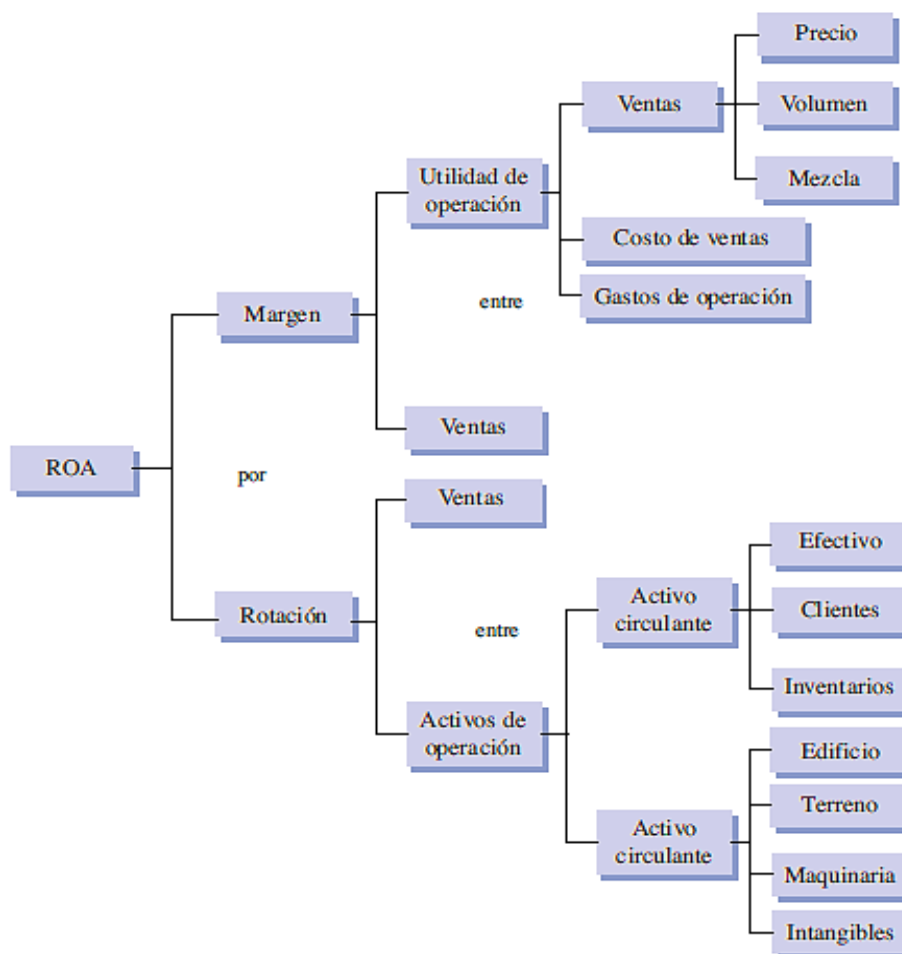 Precio
Ventas
Volumen
Utilidad de
operación
Mezcla
Costo de ventas
entre
Gastos de operación
Margen
Ventas
ROA
por
Ventas
Efectivo
Activo
circulante
Clientes
Rotación
entre
Inventarios
Activos de
operación
Edificio
Terreno
Activo
circulante
Maquinaria
Intangibles